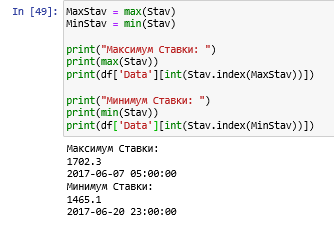 In [49]: MaxStav = max(Stav)
MinStav = min(Stav)
print("Максимум Ставки: ")
print(max(Stav))
print(df['Data'][int(Stav.index(MaxStav))])
print("Минимум Ставки: ")
print(min(Stav))
print(df['Data'][int(Stav.index(MinStav))])
Максимум Ставки:
1702.3
2017-06-07 05:00:00
Минимум Ставки:
1465.1
2017-06-20 23:00:00